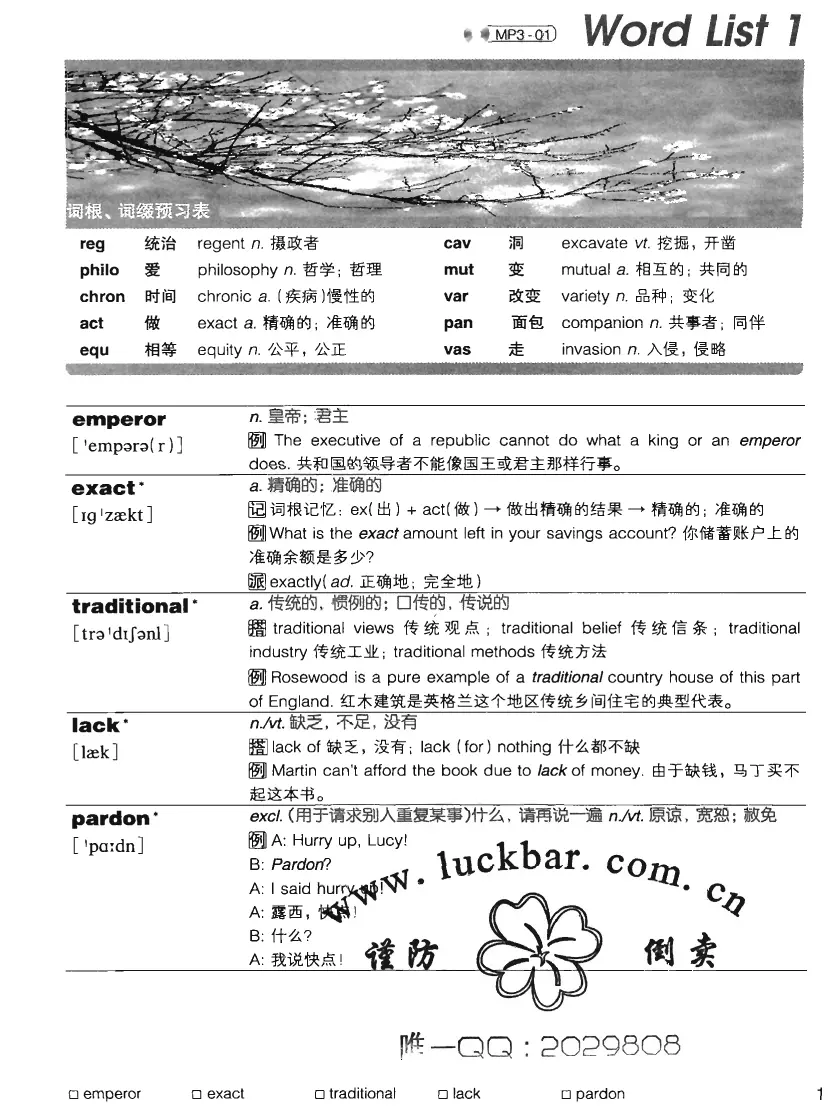 MP3-01 Word List 1
词根、词缀预习表
reg 统治 regent n. 摄政者 cav 洞 excavate vt. 挖掘，开凿
philo 爱 philosophy n. 哲学；哲理 mut 变 mutual a. 相互的；共同的
chron 时间 chronic a. (疾病)慢性的 var 改变 variety n. 品种；变化
act 做 exact a. 精确的；准确的 pan 面包 companion n. 共事者；同伴
equ 相等 equity n. 公平，公正 vas 走 invasion n. 入侵，侵略
emperor n. 皇帝；君主
[ˈempərə(r)] 例 The executive of a republic cannot do what a king or an emperor
does. 共和国的领导者不能像国王或君主那样行事。
exact* a. 精确的；准确的
[ɪgˈzækt] 记 词根记忆：ex(出) + act(做) → 做出精确的结果 → 精确的；准确的
例 What is the exact amount left in your savings account? 你储蓄账户上的
准确余额是多少?
派 exactly(ad. 正确地；完全地)
traditional* a. 传统的，惯例的；口传的，传说的
[trəˈdɪʃənl] 搭 traditional views 传统观点；traditional belief 传统信条；traditional
industry 传统工业；traditional methods 传统方法
例 Rosewood is a pure example of a traditional country house of this part
of England. 红木建筑是英格兰这个地区传统乡间住宅的典型代表。
lack* n./vt. 缺乏，不足，没有
[læk] 搭 lack of 缺乏，没有；lack (for) nothing 什么都不缺
例 Martin can't afford the book due to lack of money. 由于缺钱，马丁买不
起这本书。
pardon* excl. (用于请求别人重复某事)什么，请再说一遍 n./vt. 原谅，宽恕；赦免
[ˈpɑːdn] 例 A: Hurry up, Lucy!
B: Pardon?
A: I said hurry up!
A: 露西，快点!
B: 什么?
A: 我说快点!
www.luckbar.com.cn
谨防 倒卖
唯一QQ：2029808
□ emperor □ exact □ traditional □ lack □ pardon 1